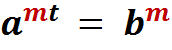 a^{mt} = b^m